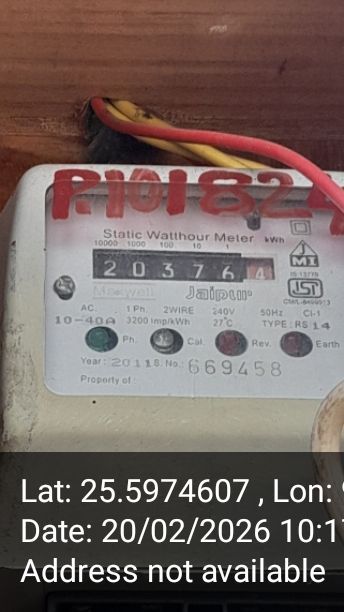 P.10182
Static Watthour Meter kWh
10000 1000 100 10 1
2 0 3 7 6 4
Maxwell Jaipur
MI
IS:13779
ISI
AC. 1 Ph. 2WIRE 240V 50Hz Cl-1
10-40A 3200 imp/kWh 27°C TYPE: RS 14
Ph. Cal. Rev. Earth
Year: 2011 S. No.: 669458
Property of:
Lat: 25.5974607 , Lon:
Date: 20/02/2026 10:1
Address not available